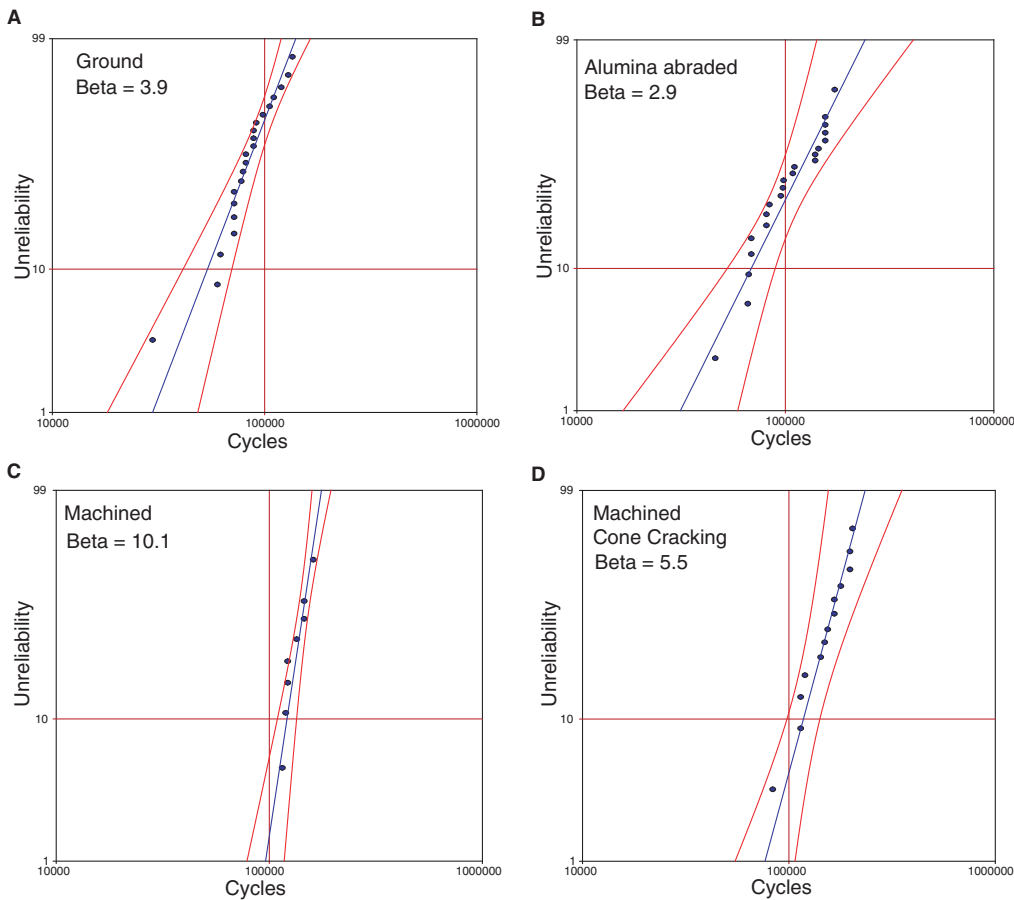 A
99
Ground
Beta = 3.9
Unreliability
10
1
10000
100000
1000000
Cycles
B
99
Alumina abraded
Beta = 2.9
Unreliability
10
1
10000
100000
1000000
Cycles
C
99
Machined
Beta = 10.1
Unreliability
10
1
10000
100000
1000000
Cycles
D
99
Machined
Cone Cracking
Beta = 5.5
Unreliability
10
1
10000
100000
1000000
Cycles